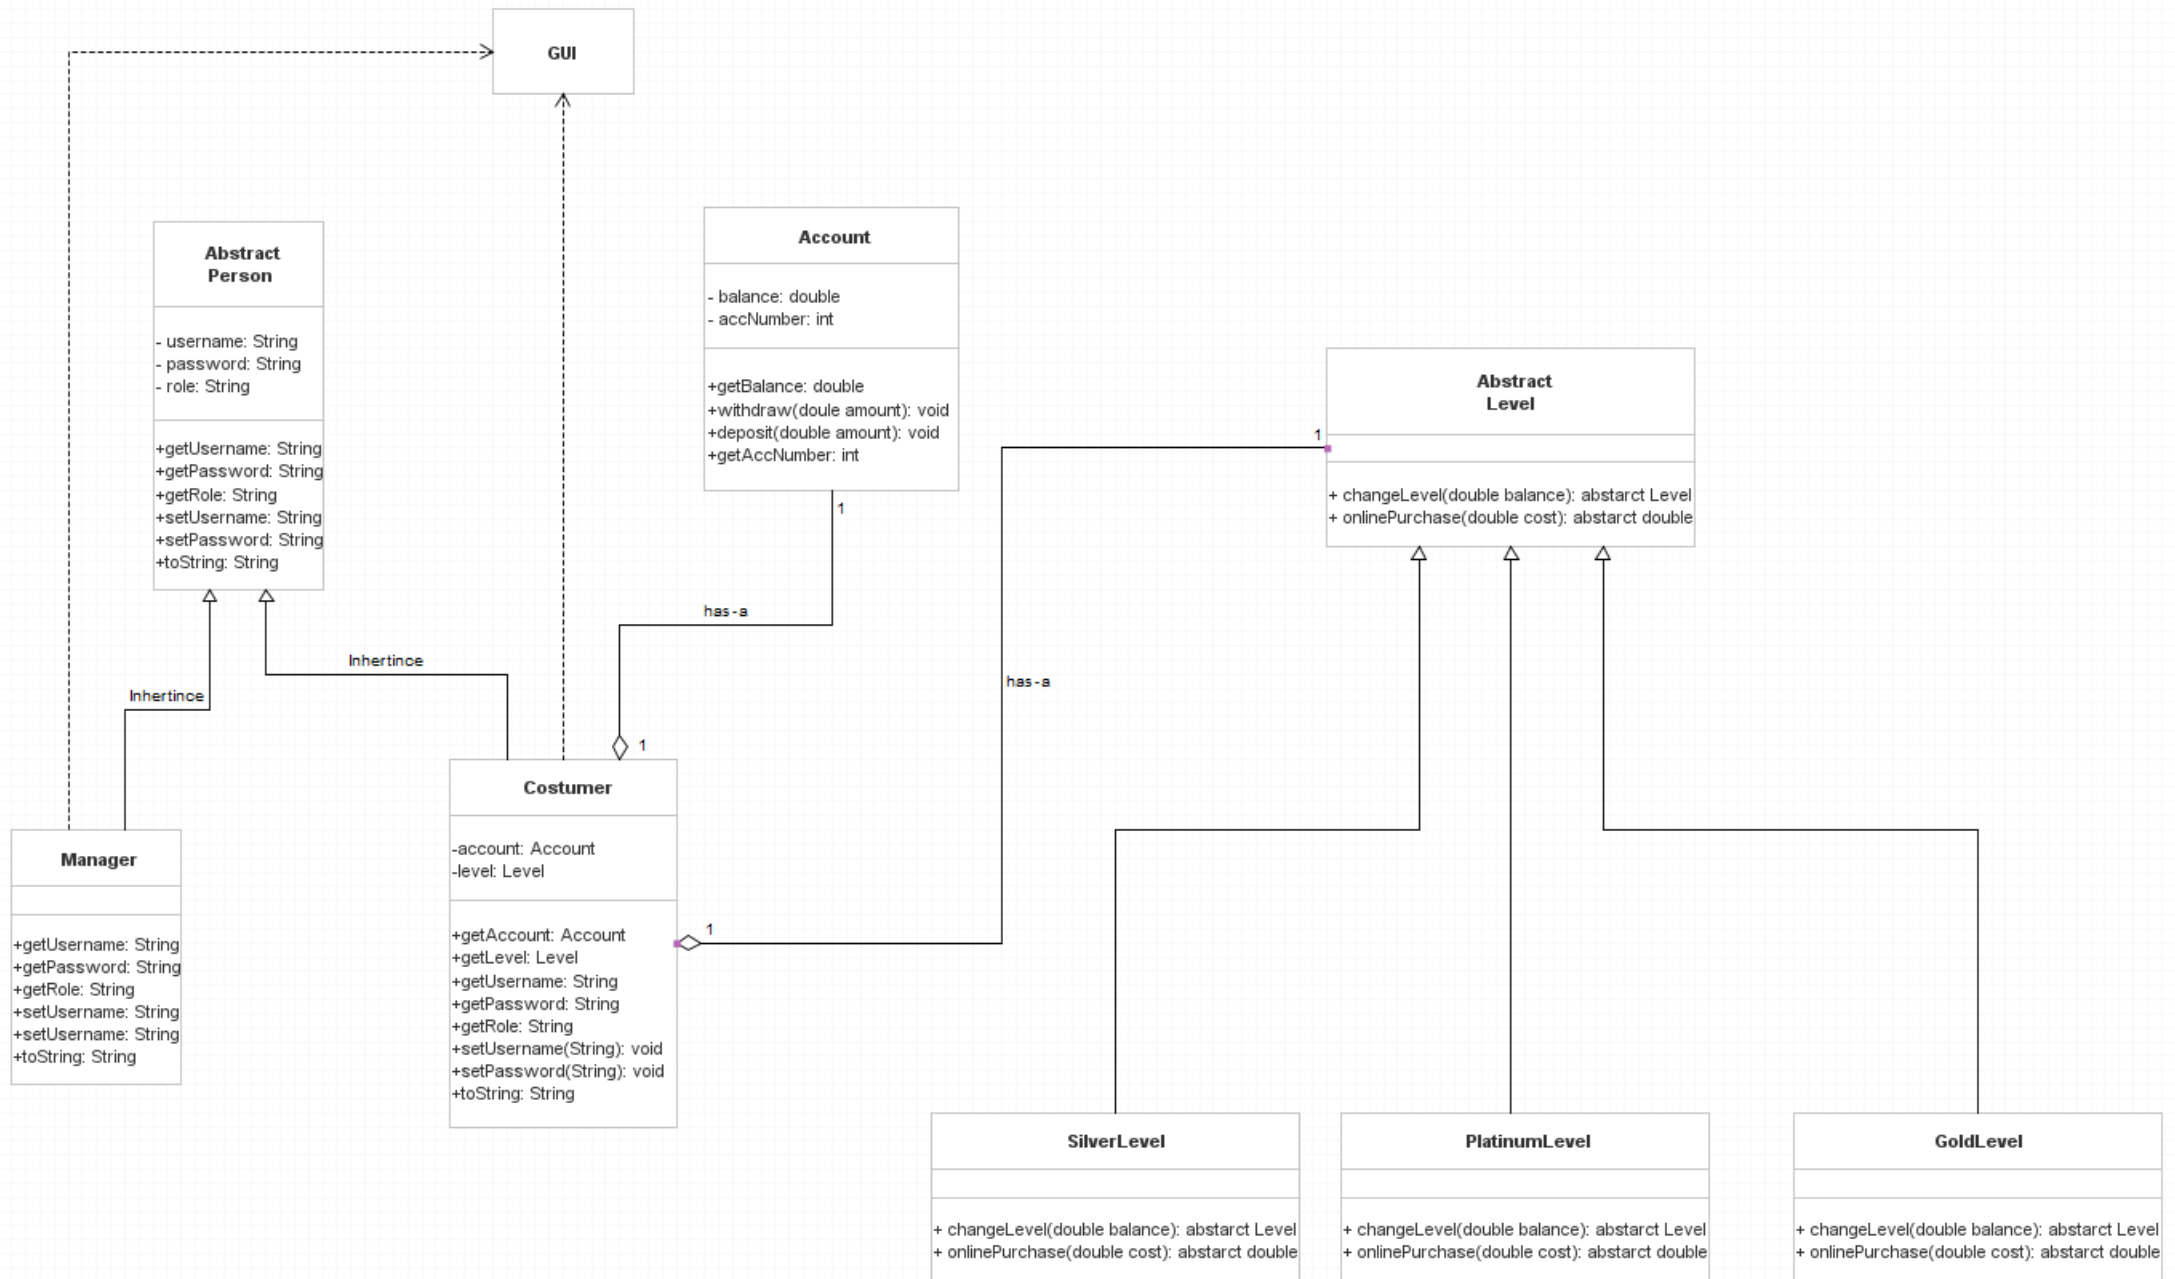 GUI
Abstract
Person
- username: String
- password: String
- role: String
+getUsername: String
+getPassword: String
+getRole: String
+setUsername: String
+setPassword: String
+toString: String
Account
- balance: double
- accNumber: int
+getBalance: double
+withdraw(doule amount): void
+deposit(double amount): void
+getAccNumber: int
1
Abstract
Level
+ changeLevel(double balance): abstarct Level
+ onlinePurchase(double cost): abstarct double
1
has-a
Inhertince
Inhertince
has-a
1
Costumer
-account: Account
-level: Level
+getAccount: Account
+getLevel: Level
+getUsername: String
+getPassword: String
+getRole: String
+setUsername(String): void
+setPassword(String): void
+toString: String
1
Manager
+getUsername: String
+getPassword: String
+getRole: String
+setUsername: String
+setUsername: String
+toString: String
SilverLevel
+ changeLevel(double balance): abstarct Level
+ onlinePurchase(double cost): abstarct double
PlatinumLevel
+ changeLevel(double balance): abstarct Level
+ onlinePurchase(double cost): abstarct double
GoldLevel
+ changeLevel(double balance): abstarct Level
+ onlinePurchase(double cost): abstarct double